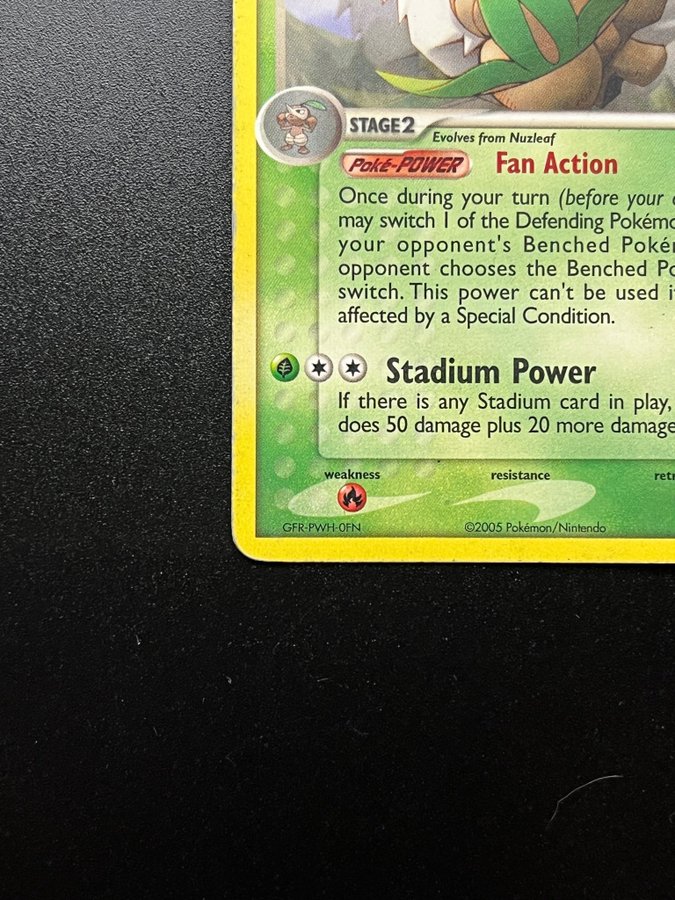 STAGE2
Evolves from Nuzleaf
Poké-POWER Fan Action
Once during your turn (before your
may switch 1 of the Defending Pokémo
your opponent's Benched Poké
opponent chooses the Benched Po
switch. This power can't be used i
affected by a Special Condition.
Stadium Power
If there is any Stadium card in play,
does 50 damage plus 20 more damage
weakness resistance retr
GFR-PWH-0FN ©2005 Pokémon/Nintendo